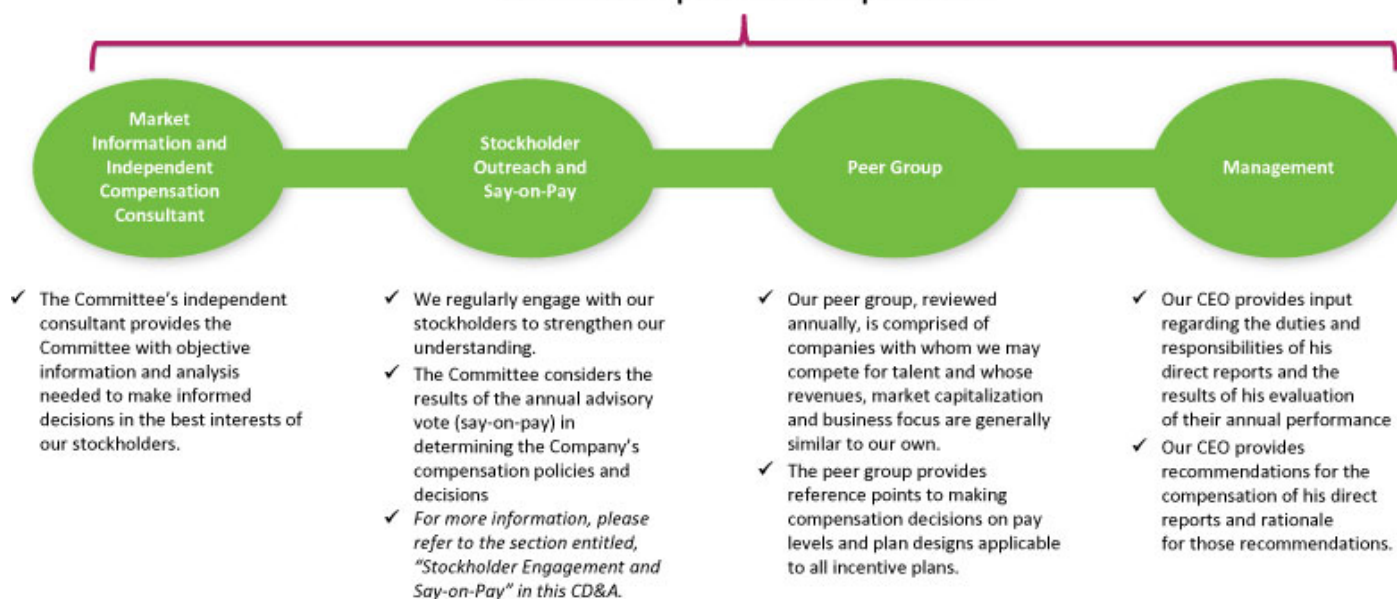 Market
Information and
Independent
Compensation
Consultant
Stockholder
Outreach and
Say-on-Pay
Peer Group
Management
✓ The Committee's independent
consultant provides the
Committee with objective
information and analysis
needed to make informed
decisions in the best interests of
our stockholders.
✓ We regularly engage with our
stockholders to strengthen our
understanding.
✓ The Committee considers the
results of the annual advisory
vote (say-on-pay) in
determining the Company's
compensation policies and
decisions
✓ For more information, please
refer to the section entitled,
"Stockholder Engagement and
Say-on-Pay" in this CD&A.
✓ Our peer group, reviewed
annually, is comprised of
companies with whom we may
compete for talent and whose
revenues, market capitalization
and business focus are generally
similar to our own.
✓ The peer group provides
reference points to making
compensation decisions on pay
levels and plan designs applicable
to all incentive plans.
✓ Our CEO provides input
regarding the duties and
responsibilities of his
direct reports and the
results of his evaluation
of their annual performance
✓ Our CEO provides
recommendations for the
compensation of his direct
reports and rationale
for those recommendations.